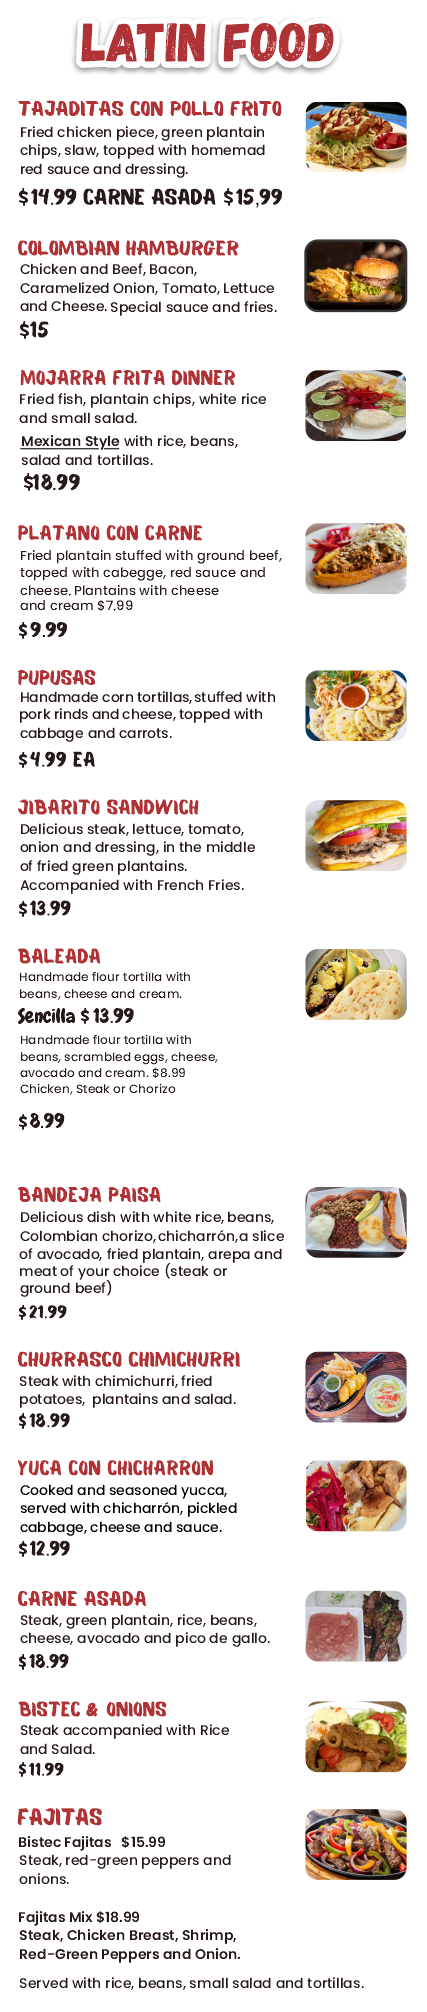 LATIN FOOD
TAJADITAS CON POLLO FRITO
Fried chicken piece, green plantain
chips, slaw, topped with homemad
red sauce and dressing.
$14.99 CARNE ASADA $15,99
COLOMBIAN HAMBURGER
Chicken and Beef, Bacon,
Caramelized Onion, Tomato, Lettuce
and Cheese. Special sauce and fries.
$15
MOJARRA FRITA DINNER
Fried fish, plantain chips, white rice
and small salad.
Mexican Style with rice, beans,
salad and tortillas.
$18.99
PLATANO CON CARNE
Fried plantain stuffed with ground beef,
topped with cabegge, red sauce and
cheese, Plantains with cheese
and cream $7,99
$9.99
PUPUSAS
Handmade corn tortillas, stuffed with
pork rinds and cheese, topped with
cabbage and carrots.
$4.99 EA
JIBARITO SANDWICH
Delicious steak, lettuce, tomato,
onion and dressing, in the middle
of fried green plantains.
Accompanied with French Fries.
$13.99
BALEADA
Handmade flour tortilla with
beans, cheese and cream.
Sencilla $13.99
Handmade flour tortilla with
beans, scrambled eggs, cheese,
avocado and cream. $8.99
Chicken, Steak or Chorizo
$8.99
BANDEJA PAISA
Delicious dish with white rice, beans,
Colombian chorizo, chicharrón, a slice
of avocado, fried plantain, arepa and
meat of your choice (steak or
ground beef)
$21.99
CHURRASCO CHIMICHURRI
Steak with chimichurri, fried
potatoes, plantains and salad.
$18.99
YUCA CON CHICHARRON
Cooked and seasoned yucca,
served with chicharrón, pickled
cabbage, cheese and sauce.
$12.99
CARNE ASADA
Steak, green plantain, rice, beans,
cheese, avocado and pico de gallo.
$18.99
BISTEC & ONIONS
Steak accompanied with Rice
and Salad.
$11.99
FAJITAS
Bistec Fajitas $15.99
Steak, red-green peppers and
onions.
Fajitas Mix $18.99
Steak, Chicken Breast, Shrimp,
Red-Green Peppers and Onion.
Served with rice, beans, small salad and tortillas.